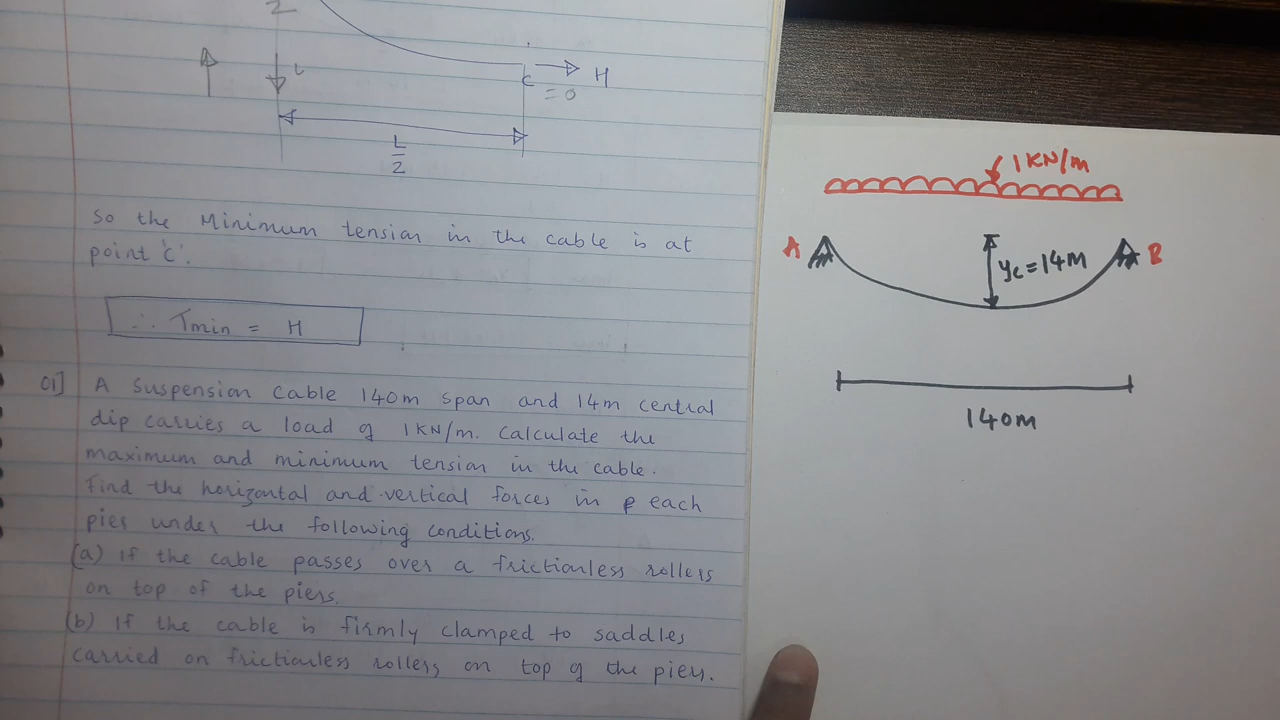 L
2
C
H
= 0
L
2
So the Minimum tension in the cable is at
point 'c'.
∴ Tmin = H
01] A suspension cable 140m span and 14m central
dip carries a load of 1KN/m. Calculate the
maximum and minimum tension in the cable.
Find the horizontal and vertical forces in each
pier under the following conditions.
(a) If the cable passes over a frictionless rollers
on top of the piers.
(b) If the cable is firmly clamped to saddles
carried on frictionless rollers on top of the piers.
1KN/m
A
yc=14M
B
140M